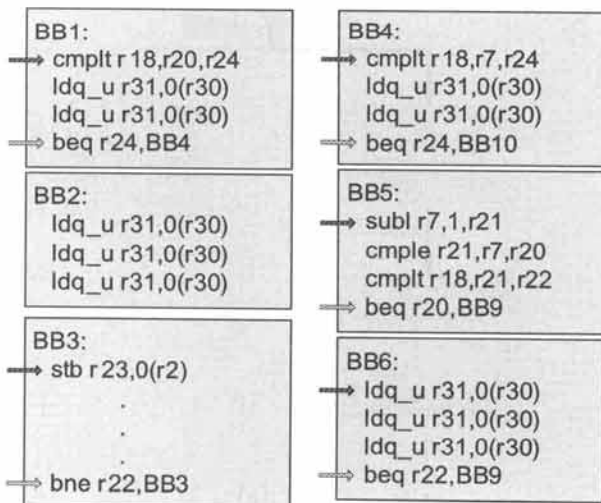 BB1:
cmplt r18,r20,r24
ldq_u r31,0(r30)
ldq_u r31,0(r30)
beq r24,BB4
BB2:
ldq_u r31,0(r30)
ldq_u r31,0(r30)
ldq_u r31,0(r30)
BB3:
stb r23,0(r2)
.
.
.
bne r22,BB3
BB4:
cmplt r18,r7,r24
ldq_u r31,0(r30)
ldq_u r31,0(r30)
beq r24,BB10
BB5:
subl r7,1,r21
cmple r21,r7,r20
cmplt r18,r21,r22
beq r20,BB9
BB6:
ldq_u r31,0(r30)
ldq_u r31,0(r30)
ldq_u r31,0(r30)
beq r22,BB9